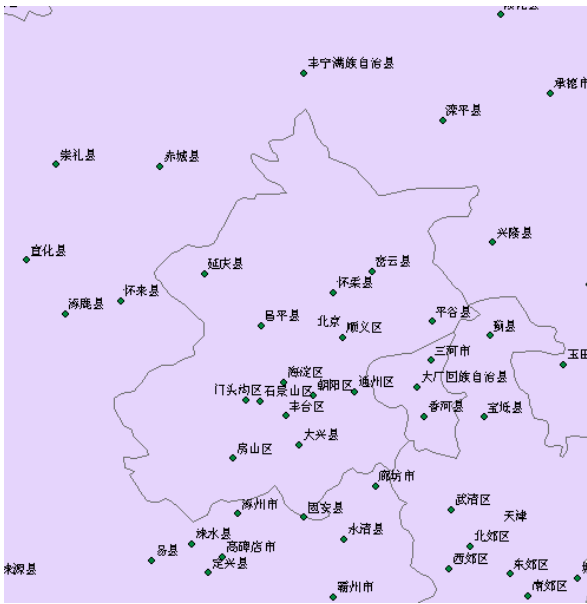 丰宁满族自治县
承德市
滦平县
崇礼县
赤城县
兴隆县
宣化县
延庆县
密云县
怀柔县
怀来县
涿鹿县
昌平县
北京
顺义区
平谷县
蓟县
三河市
玉田
海淀区
朝阳区
通州区
大厂回族自治县
门头沟区
石景山区
丰台区
香河县
宝坻县
大兴县
房山区
廊坊市
涿州市
固安县
武清区
天津
涞水县
永清县
北郊区
易县
高碑店市
涞源县
定兴县
西郊区
东郊区
南郊区
霸州市